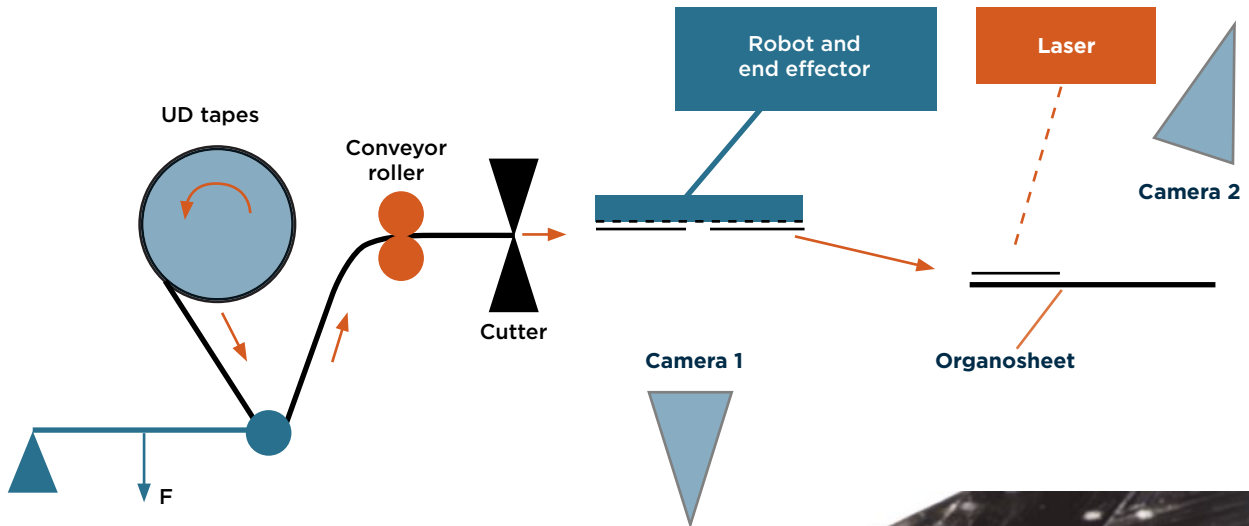 Robot and
end effector
Laser
UD tapes
Conveyor
roller
Camera 2
Cutter
Camera 1
Organosheet
F